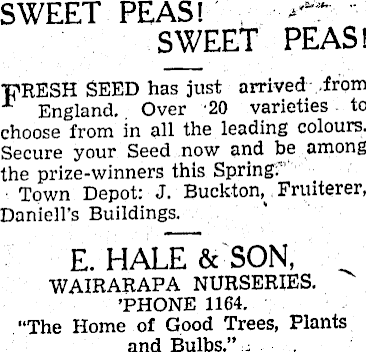 SWEET PEAS!
SWEET PEAS!
FRESH SEED has just arrived from
England. Over 20 varieties to
choose from in all the leading colours.
Secure your Seed now and be among
the prize-winners this Spring.
Town Depot: J. Buckton, Fruiterer,
Daniell's Buildings.
E. HALE & SON,
WAIRARAPA NURSERIES.
'PHONE 1164.
"The Home of Good Trees, Plants
and Bulbs."